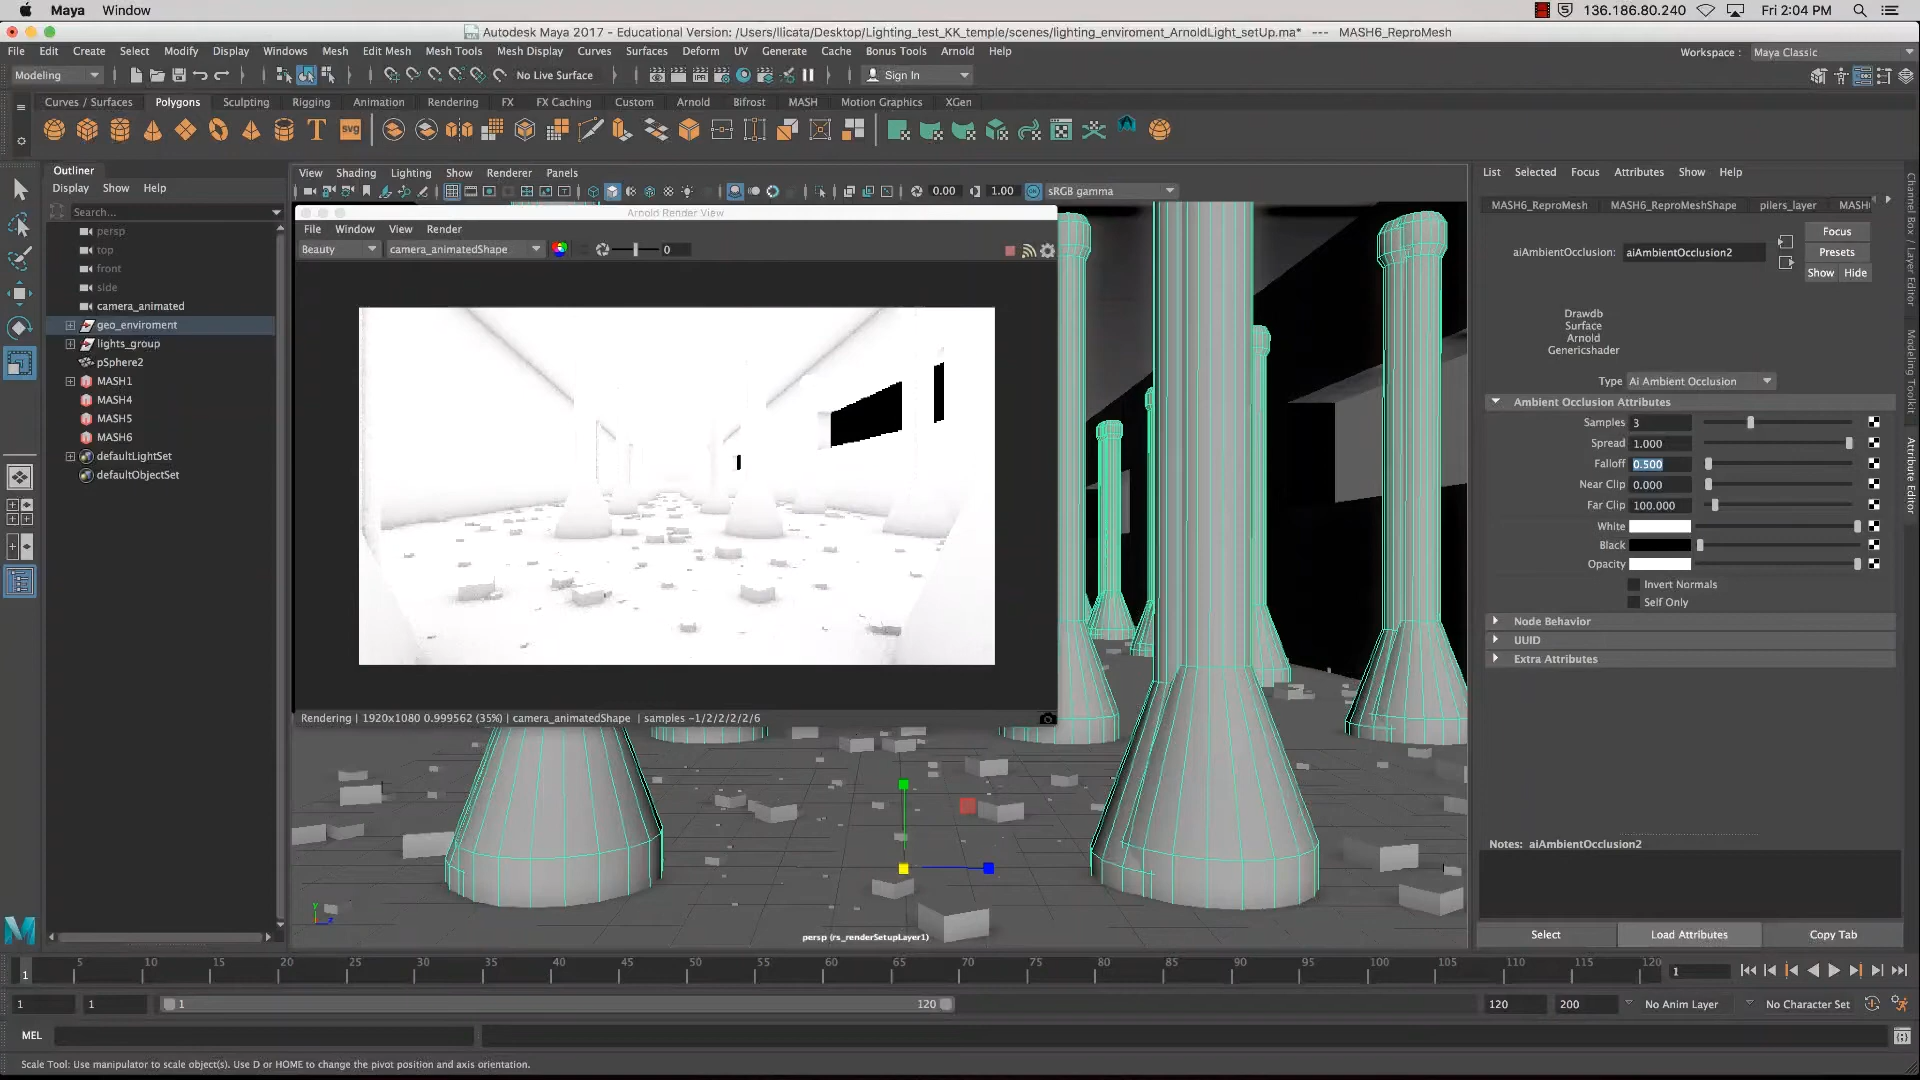 Maya Window
136.186.80.240 Fri 2:04 PM
Autodesk Maya 2017 - Educational Version: /Users/llicata/Desktop/Lighting_test_KK_temple/scenes/lighting_enviroment_ArnoldLight_setUp.ma* --- MASH6_ReproMesh
File Edit Create Select Modify Display Windows Mesh Edit Mesh Mesh Tools Mesh Display Curves Surfaces Deform UV Generate Cache Bonus Tools Arnold Help
Workspace : Maya Classic
Modeling No Live Surface Sign In
Curves / Surfaces Polygons Sculpting Rigging Animation Rendering FX FX Caching Custom Arnold Bifrost MASH Motion Graphics XGen
T svg
Outliner
Display Show Help
Search...
persp
top
front
side
camera_animated
geo_enviroment
lights_group
pSphere2
MASH1
MASH4
MASH5
MASH6
defaultLightSet
defaultObjectSet
View Shading Lighting Show Renderer Panels
0.00 1.00 sRGB gamma
Arnold Render View
File Window View Render
Beauty camera_animatedShape 0
Rendering | 1920x1080 0.999562 (35%) | camera_animatedShape | samples -1/2/2/2/2/6
persp (rs_renderSetupLayer1)
List Selected Focus Attributes Show Help
MASH6_ReproMesh MASH6_ReproMeshShape pilers_layer
Focus
aiAmbientOcclusion: aiAmbientOcclusion2
Presets
Show Hide
Drawdb
Surface
Arnold
Genericshader
Type Ai Ambient Occlusion
Ambient Occlusion Attributes
Samples 3
Spread 1.000
Falloff 0.500
Near Clip 0.000
Far Clip 100.000
White
Black
Opacity
Invert Normals
Self Only
Node Behavior
UUID
Extra Attributes
Notes: aiAmbientOcclusion2
Select Load Attributes Copy Tab
Channel Box / Layer Editor
Modeling Toolkit
Attribute Editor
1 5 10 15 20 25 30 35 40 45 50 55 60 65 70 75 80 85 90 95 100 105 110 115 120 1
1 1 1 120 120 200 No Anim Layer No Character Set
MEL
Scale Tool: Use manipulator to scale object(s). Use D or HOME to change the pivot position and axis orientation.